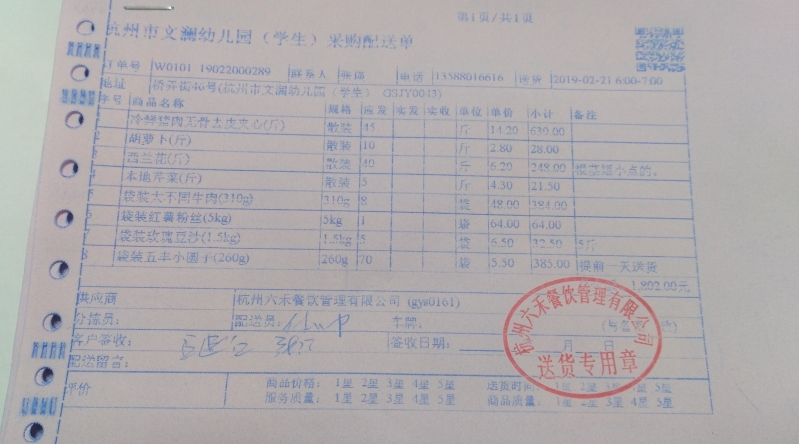 第1页/共1页
杭州市文澜幼儿园（学生）采购配送单
订单号 W0101 19022000289 联系人 电话 13588016616 送货 2019-02-21 6:00-7:00
地址 桥弄街46号(杭州市文澜幼儿园（学生） GSJY0043)
序号 商品名称 规格 应发 实发 实收 单位 单价 小计 备注
冷鲜猪肉无骨去皮夹心(斤) 散装 45 斤 14.20 639.00
2 胡萝卜(斤) 散装 10 斤 2.80 28.00
西兰花(斤) 散装 40 斤 6.20 248.00 根茎短小点的。
4 本地芹菜(斤) 散装 5 斤 4.30 21.50
袋装大不同牛肉(310g) 310g 8 袋 48.00 384.00
6 袋装红薯粉丝(5kg) 5kg 1 袋 64.00 64.00
袋装玫瑰豆沙(1.5kg) 1.5kg 5 袋 6.50 32.50 5斤
8 袋装五丰小圆子(260g) 260g 70 袋 5.50 385.00 提前一天送货
1,802.00元
供应商 杭州六禾餐饮管理有限公司 (gys0161)
分拣员: 配送员: 车牌:
客户签收: 签收日期: 月 日
配送留言:
评价 商品价格: 1星 2星 3星 4星 5星 送货时间: 1星 2星 3星 4星 5星
服务质量: 1星 2星 3星 4星 5星 商品质量: 1星 2星 3星 4星 5星
杭州六禾餐饮管理有限公司
送货专用章